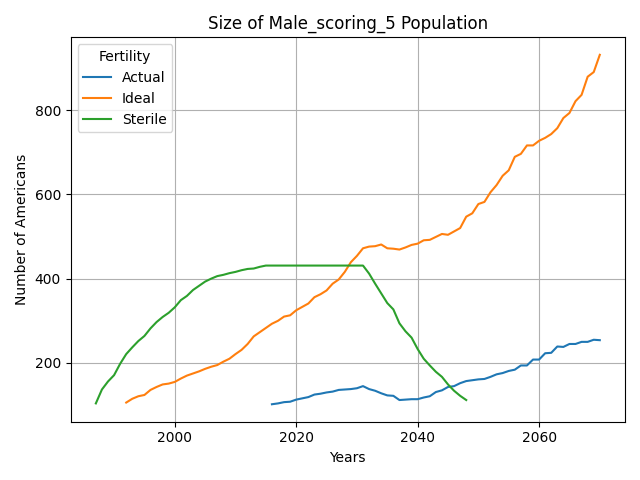 Size of Male_scoring_5 Population
Fertility
Actual
Ideal
Sterile
Number of Americans
800
600
400
200
2000
2020
2040
2060
Years